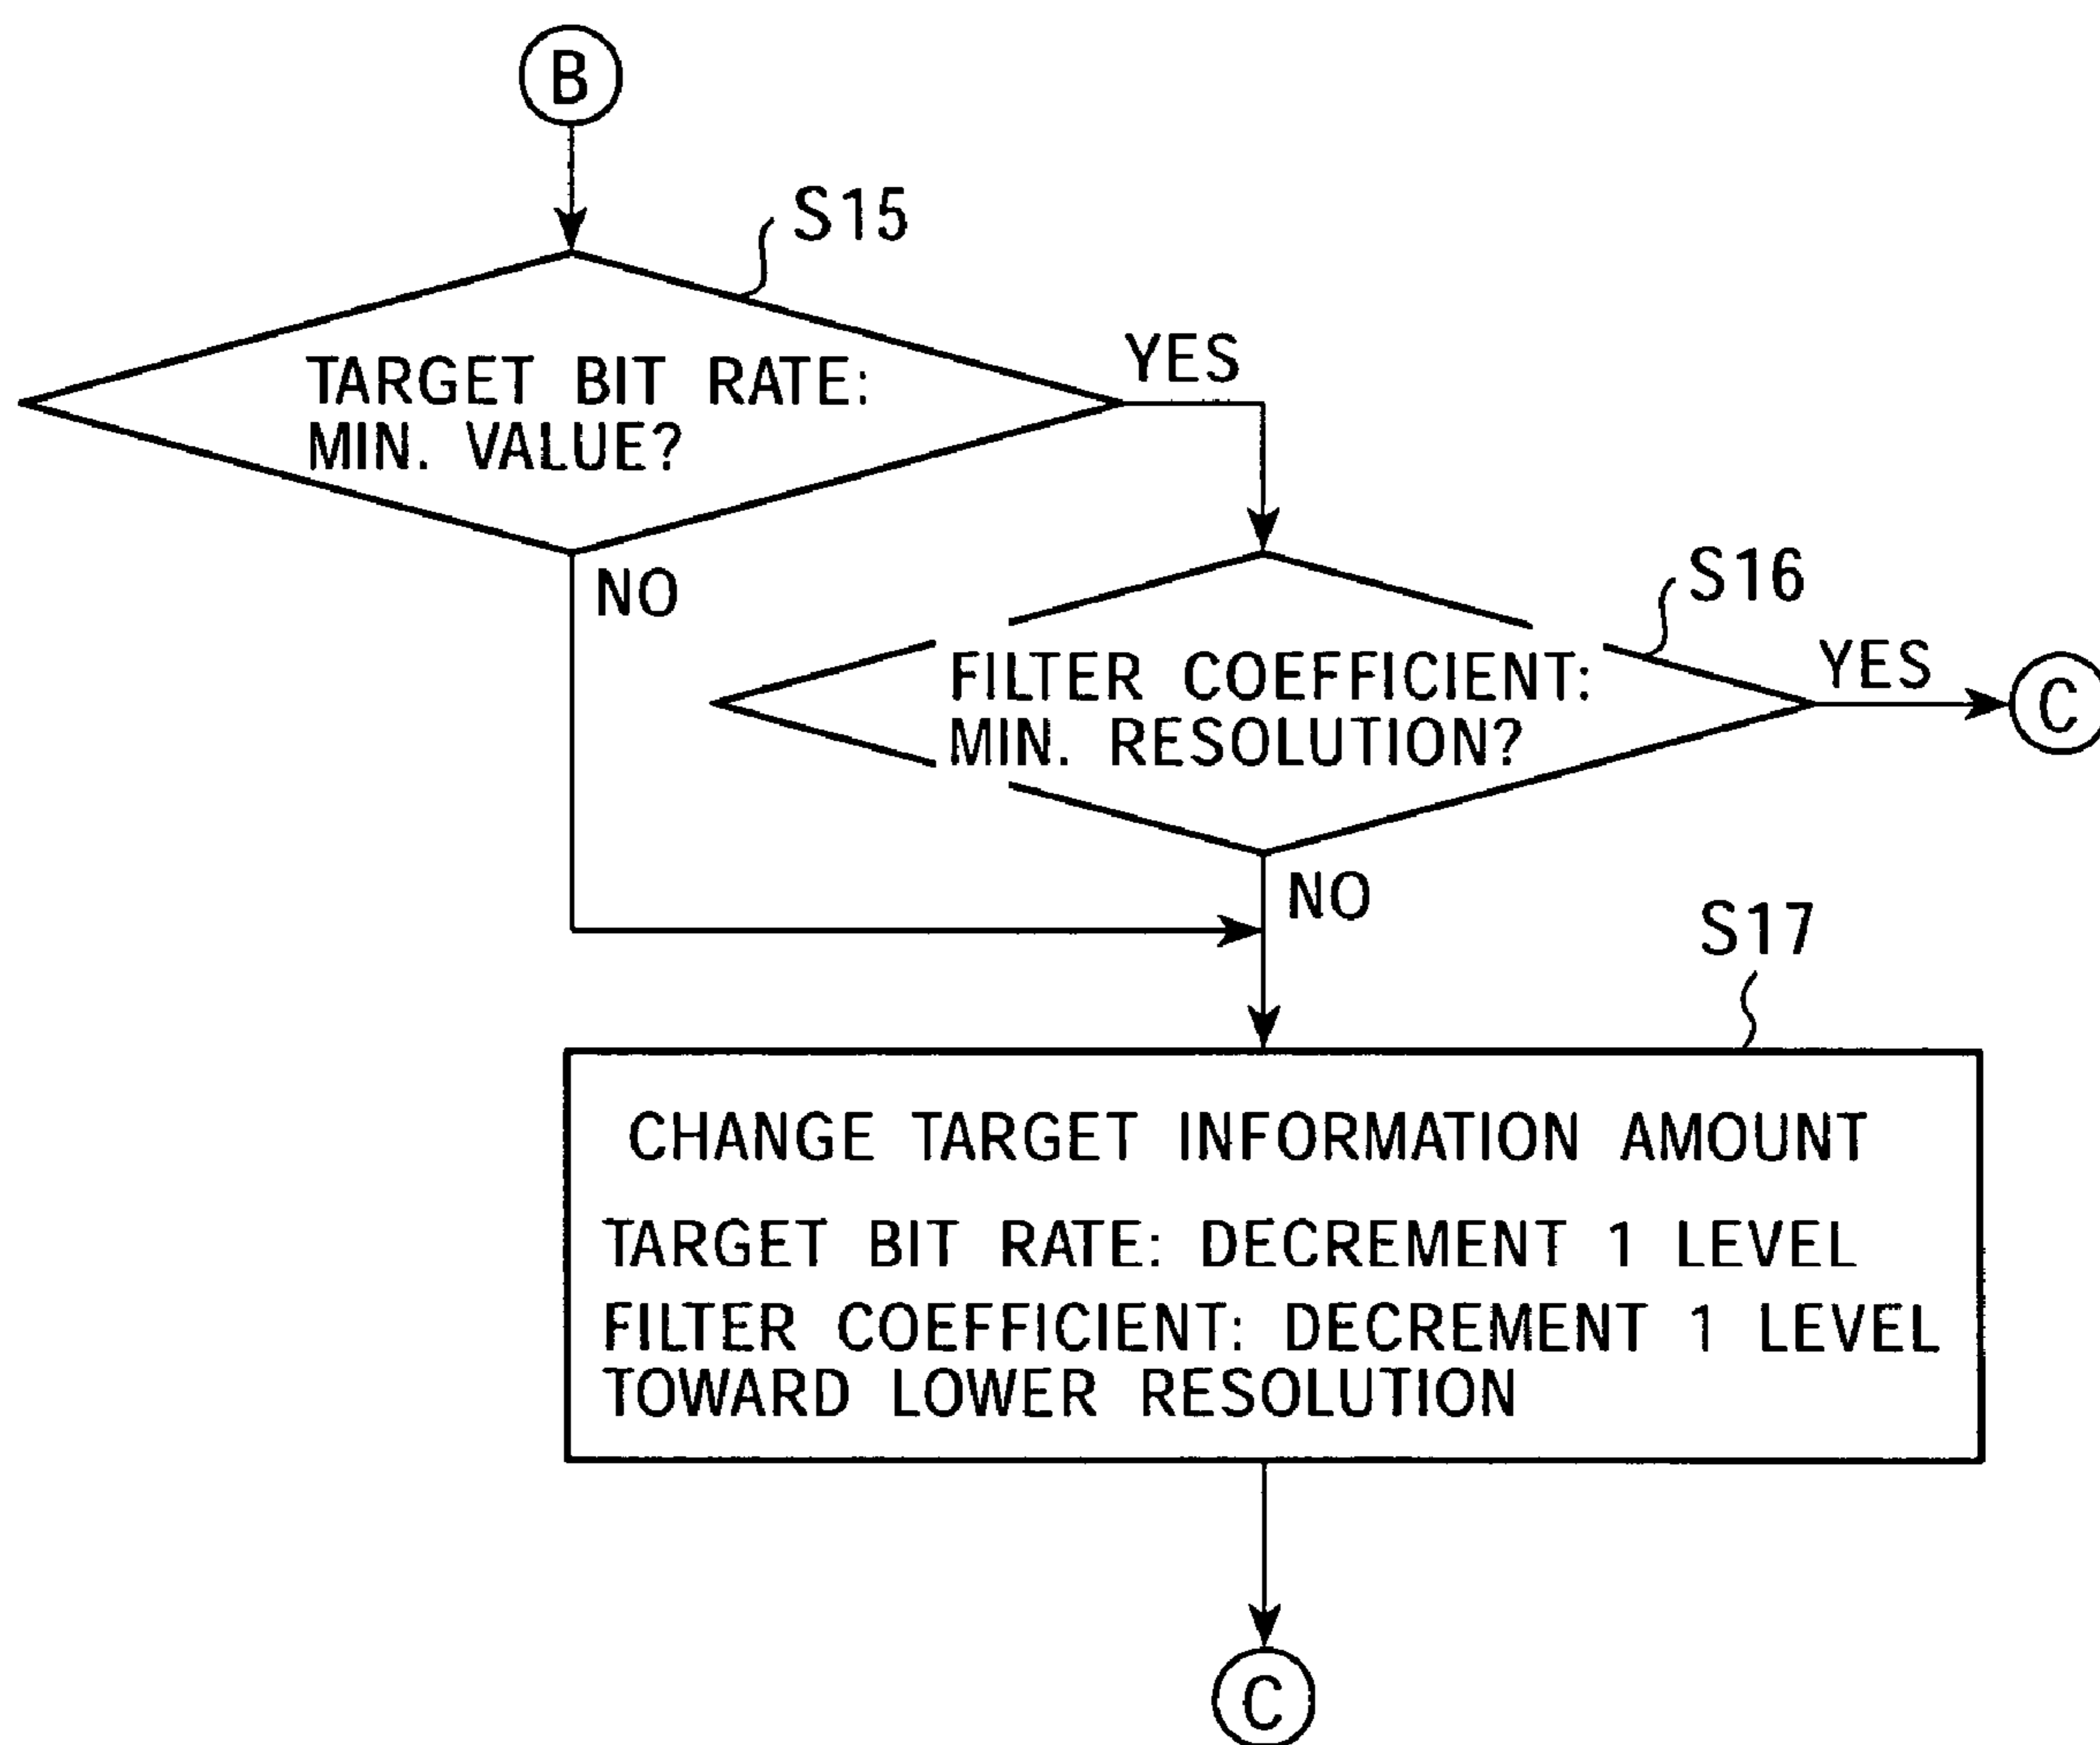 B
S15
TARGET BIT RATE:
MIN. VALUE?
YES
NO
S16
FILTER COEFFICIENT:
MIN. RESOLUTION?
YES
C
NO
S17
CHANGE TARGET INFORMATION AMOUNT
TARGET BIT RATE: DECREMENT 1 LEVEL
FILTER COEFFICIENT: DECREMENT 1 LEVEL
TOWARD LOWER RESOLUTION
C